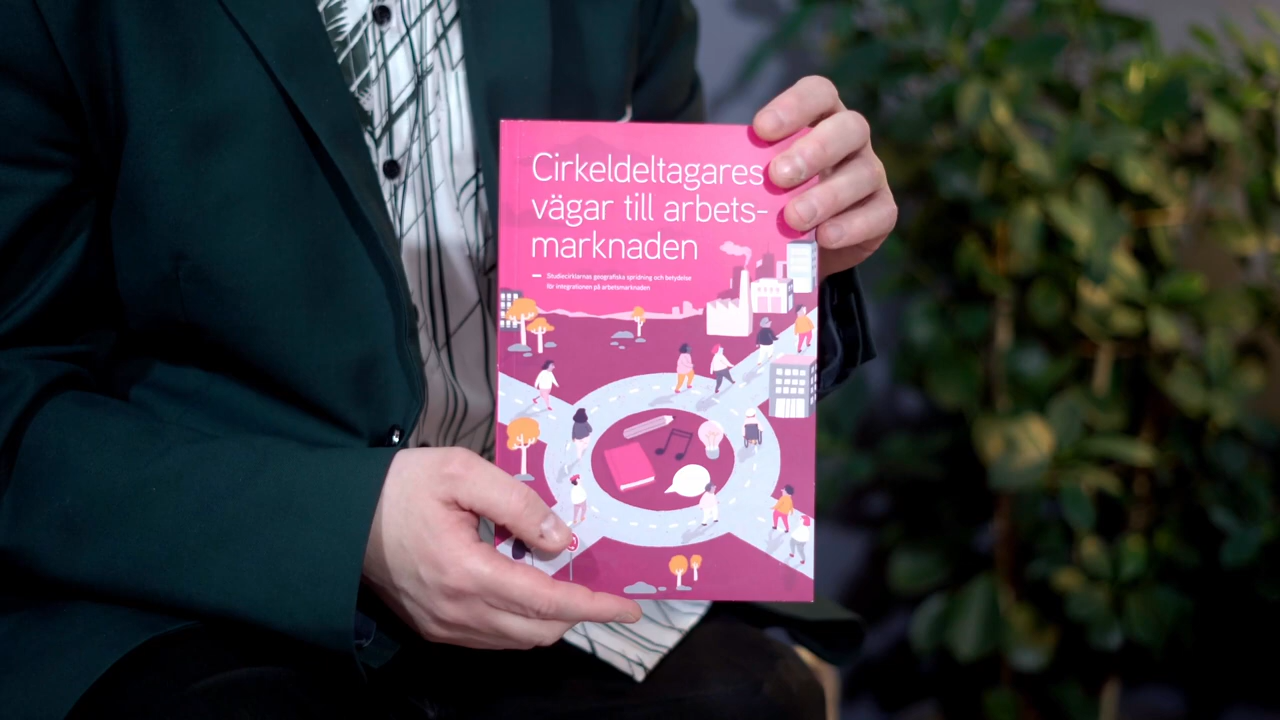 Cirkeldeltagares
vägar till arbets-
marknaden
Studiecirklarnas geografiska spridning och betydelse
för integrationen på arbetsmarknaden